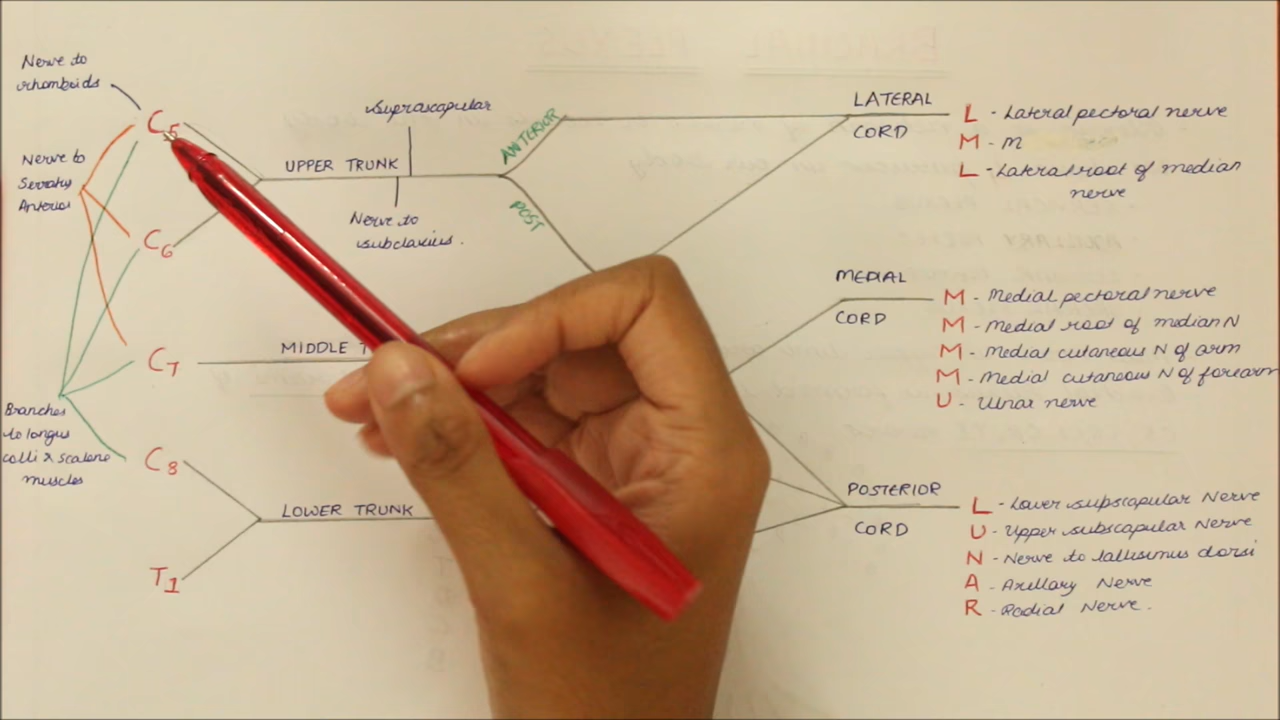 Nerve to
rhomboids
C5
Nerve to
Serratus
Anterior
C6
C7
Branches
to longus
colli & scalene
muscles
C8
T1
UPPER TRUNK
Suprascapular
Nerve to
subclavius.
MIDDLE T
LOWER TRUNK
ANTERIOR
POST
LATERAL
CORD
L - Lateral pectoral nerve
M - M
L - Lateral root of median
nerve
MEDIAL
CORD
M - Medial pectoral nerve
M - Medial root of median N
M - Medial cutaneous N of arm
M - Medial cutaneous N of forearm
U - Ulnar nerve
POSTERIOR
CORD
L - Lower subscapular Nerve
U - Upper subscapular Nerve
N - Nerve to latissimus dorsi
A - Axillary Nerve
R - Radial Nerve.